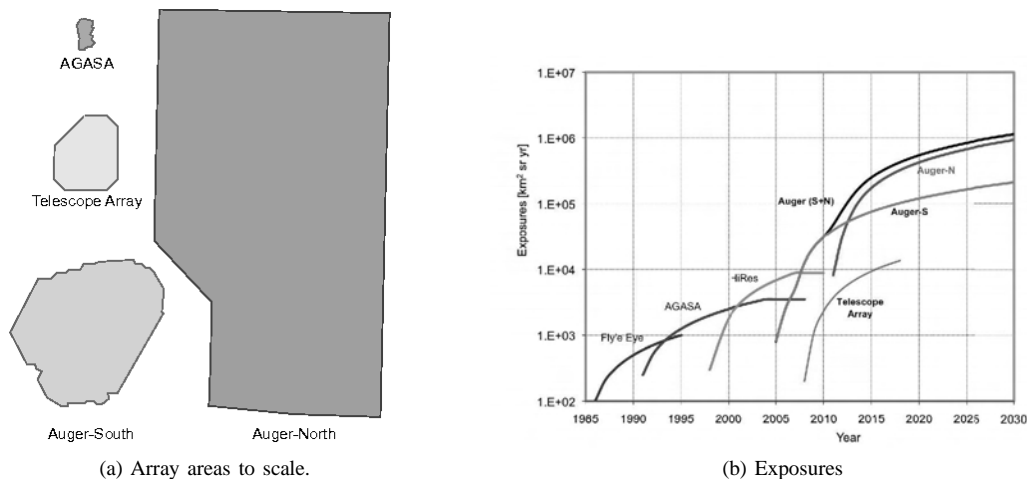 AGASA
Telescope Array
Auger-South
Auger-North
(a) Array areas to scale.
Exposures [km² sr yr]
1.E+07
1.E+06
1.E+05
1.E+04
1.E+03
1.E+02
1965
1990
1995
2000
2005
2010
2015
2020
2025
2030
Year
Fly'e Eye
AGASA
HiRes
Auger (S+N)
Auger-N
Auger-S
Telescope
Array
(b) Exposures